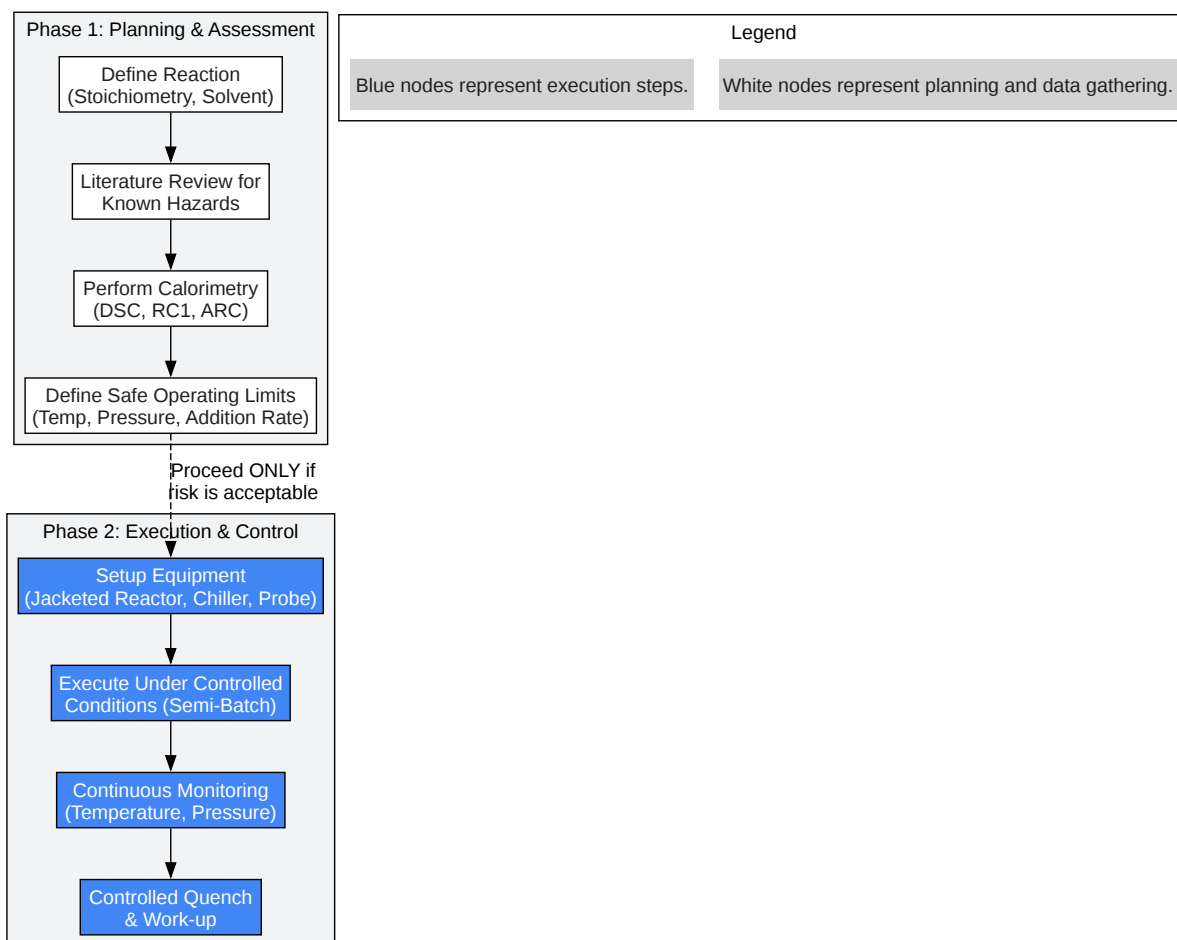 Phase 1: Planning & Assessment
Define Reaction
(Stoichiometry, Solvent)
Literature Review for
Known Hazards
Perform Calorimetry
(DSC, RC1, ARC)
Define Safe Operating Limits
(Temp, Pressure, Addition Rate)
Proceed ONLY if
risk is acceptable
Phase 2: Execution & Control
Setup Equipment
(Jacketed Reactor, Chiller, Probe)
Execute Under Controlled
Conditions (Semi-Batch)
Continuous Monitoring
(Temperature, Pressure)
Controlled Quench
& Work-up
Legend
Blue nodes represent execution steps.
White nodes represent planning and data gathering.